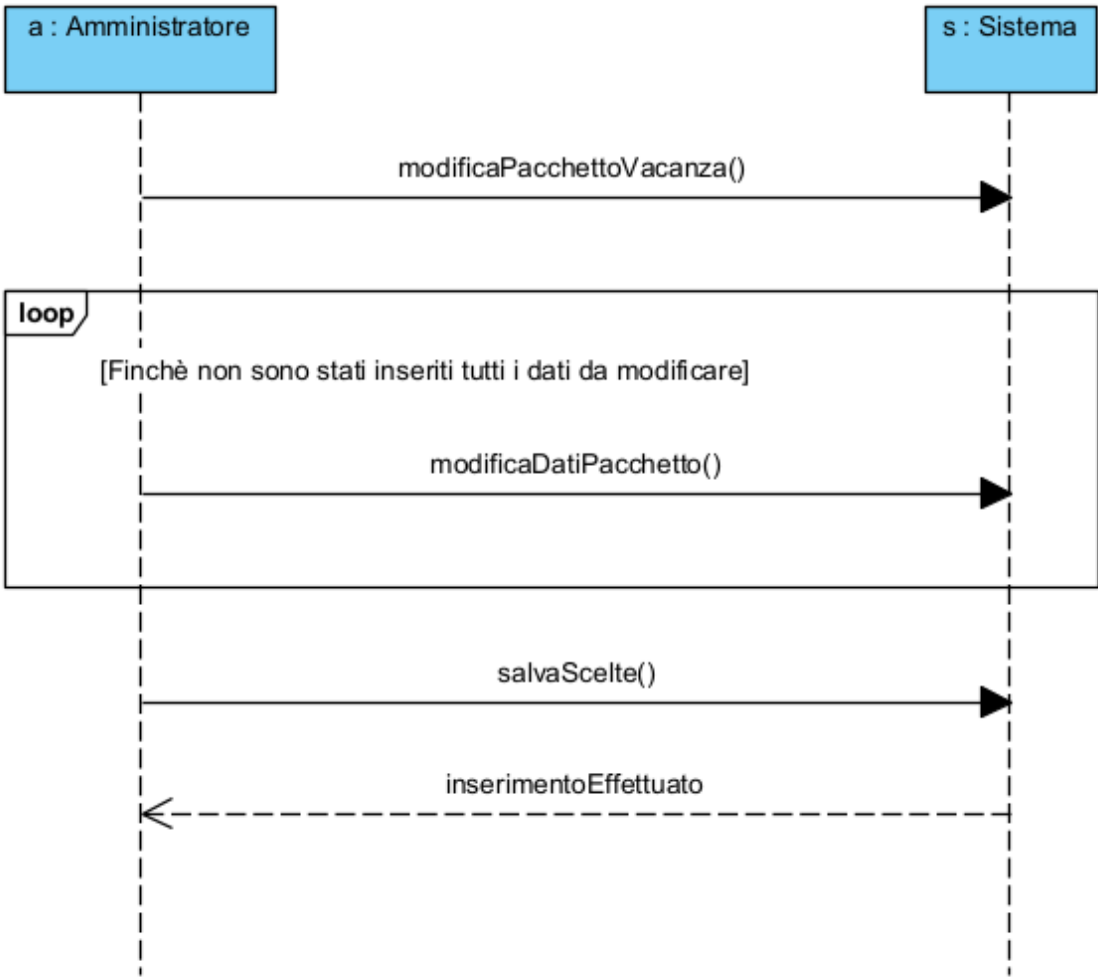 a : Amministratore
s : Sistema
modificaPacchettoVacanza()
loop
[Finchè non sono stati inseriti tutti i dati da modificare]
modificaDatiPacchetto()
salvaScelte()
inserimentoEffettuato